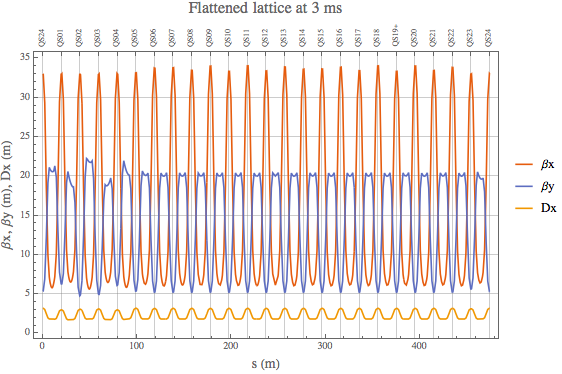 Flattened lattice at 3 ms
QS24 QS01 QS02 QS03 QS04 QS05 QS06 QS07 QS08 QS09 QS10 QS11 QS12 QS13 QS14 QS15 QS16 QS17 QS18 QS19+ QS20 QS21 QS22 QS23 QS24
35
30
25
20
15
10
5
0
βx, βy (m), Dx (m)
0 100 200 300 400
s (m)
βx
βy
Dx